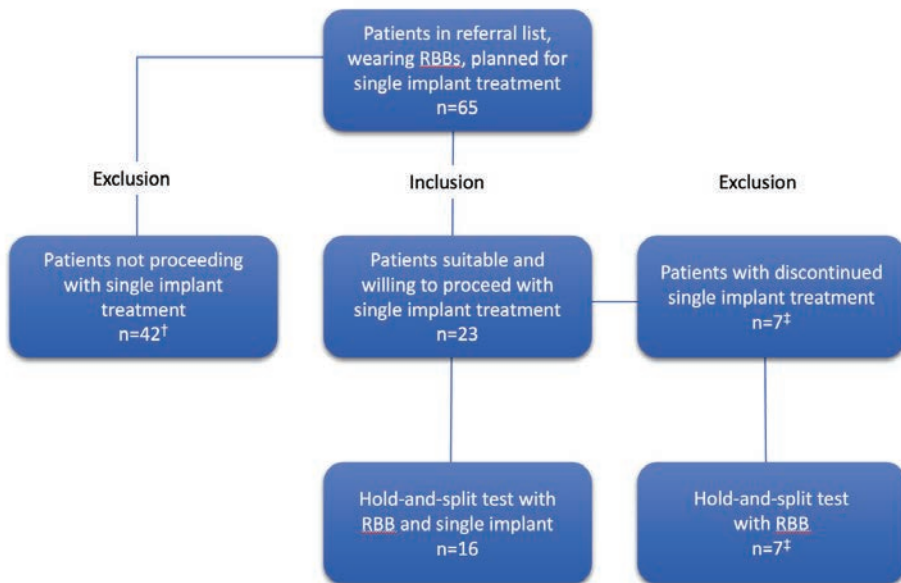 Patients in referral list,
wearing RBBs, planned for
single implant treatment
n=65
Exclusion
Inclusion
Exclusion
Patients not proceeding
with single implant
treatment
n=42†
Patients suitable and
willing to proceed with
single implant treatment
n=23
Patients with discontinued
single implant treatment
n=7‡
Hold-and-split test with
RBB and single implant
n=16
Hold-and-split test
with RBB
n=7‡